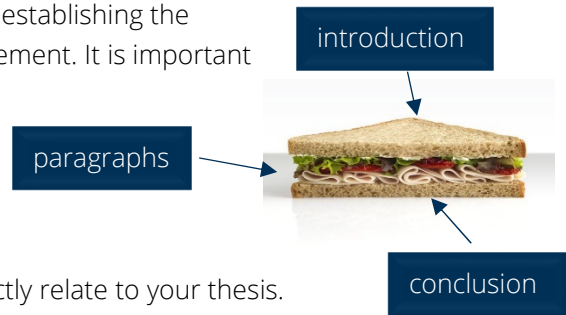 establishing the
ement. It is important
introduction
paragraphs
ctly relate to your thesis.
conclusion